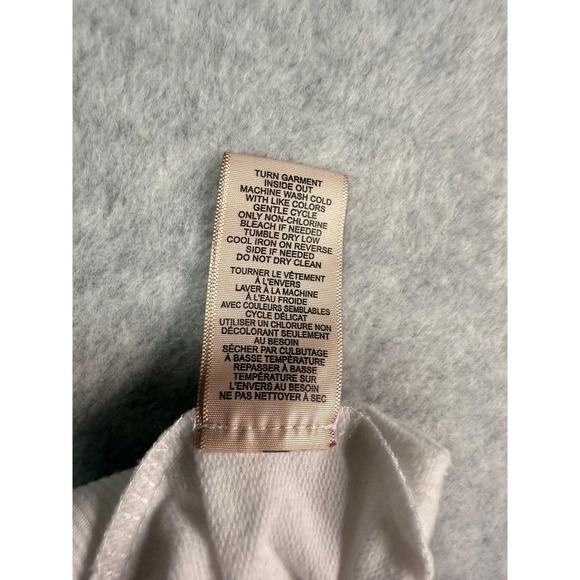 TURN GARMENT
INSIDE OUT
MACHINE WASH COLD
WITH LIKE COLORS
GENTLE CYCLE
ONLY NON-CHLORINE
BLEACH IF NEEDED
TUMBLE DRY LOW
COOL IRON ON REVERSE
SIDE IF NEEDED
DO NOT DRY CLEAN
TOURNER LE VÊTEMENT
À L'ENVERS
LAVER À LA MACHINE
À L'EAU FROIDE
AVEC COULEURS SEMBLABLES
CYCLE DÉLICAT
UTILISER UN CHLORURE NON
DÉCOLORANT SEULEMENT
AU BESOIN
SÉCHER PAR CULBUTAGE
À BASSE TEMPÉRATURE
REPASSER À BASSE
TEMPÉRATURE SUR
L'ENVERS AU BESOIN
NE PAS NETTOYER À SEC